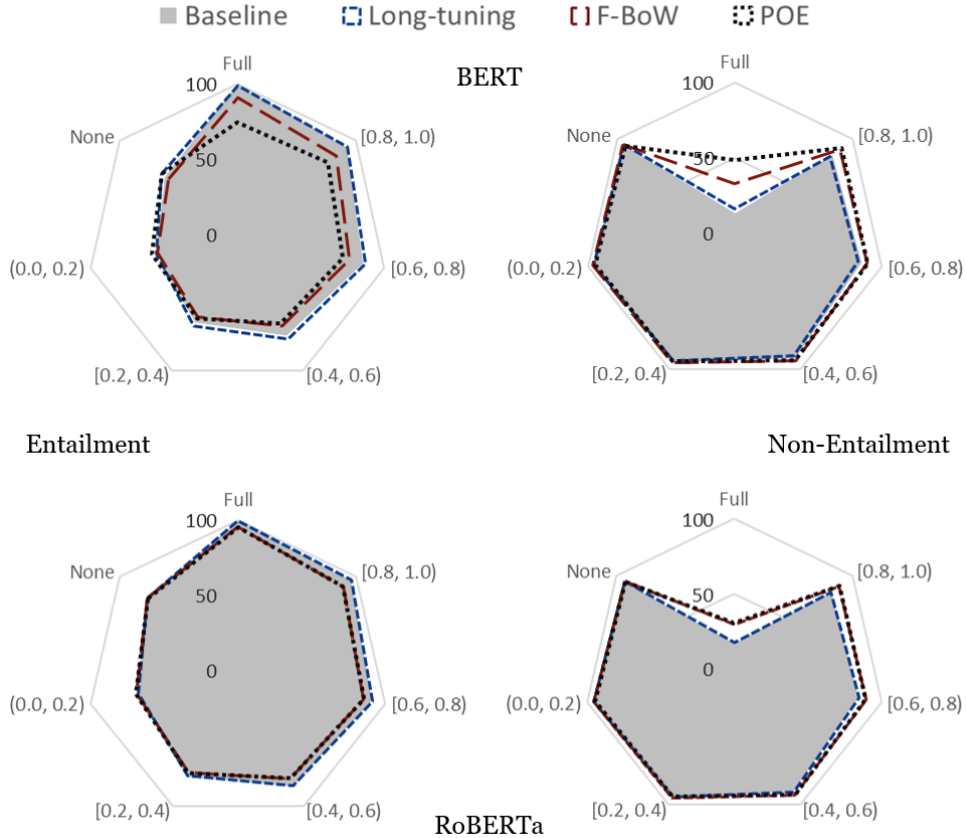 Baseline Long-tuning F-BoW POE
Full Full
BERT
100 100
[0.8, 1.0) [0.8, 1.0)
None None
50 50
0 0
(0.0, 0.2) [0.6, 0.8) (0.0, 0.2) [0.6, 0.8)
[0.2, 0.4) [0.4, 0.6) [0.2, 0.4) [0.4, 0.6)
Entailment Non-Entailment
Full Full
100 100
None [0.8, 1.0) None [0.8, 1.0)
50 50
0 0
(0.0, 0.2) [0.6, 0.8) (0.0, 0.2) [0.6, 0.8)
[0.2, 0.4) [0.4, 0.6) [0.2, 0.4) [0.4, 0.6)
RoBERTa